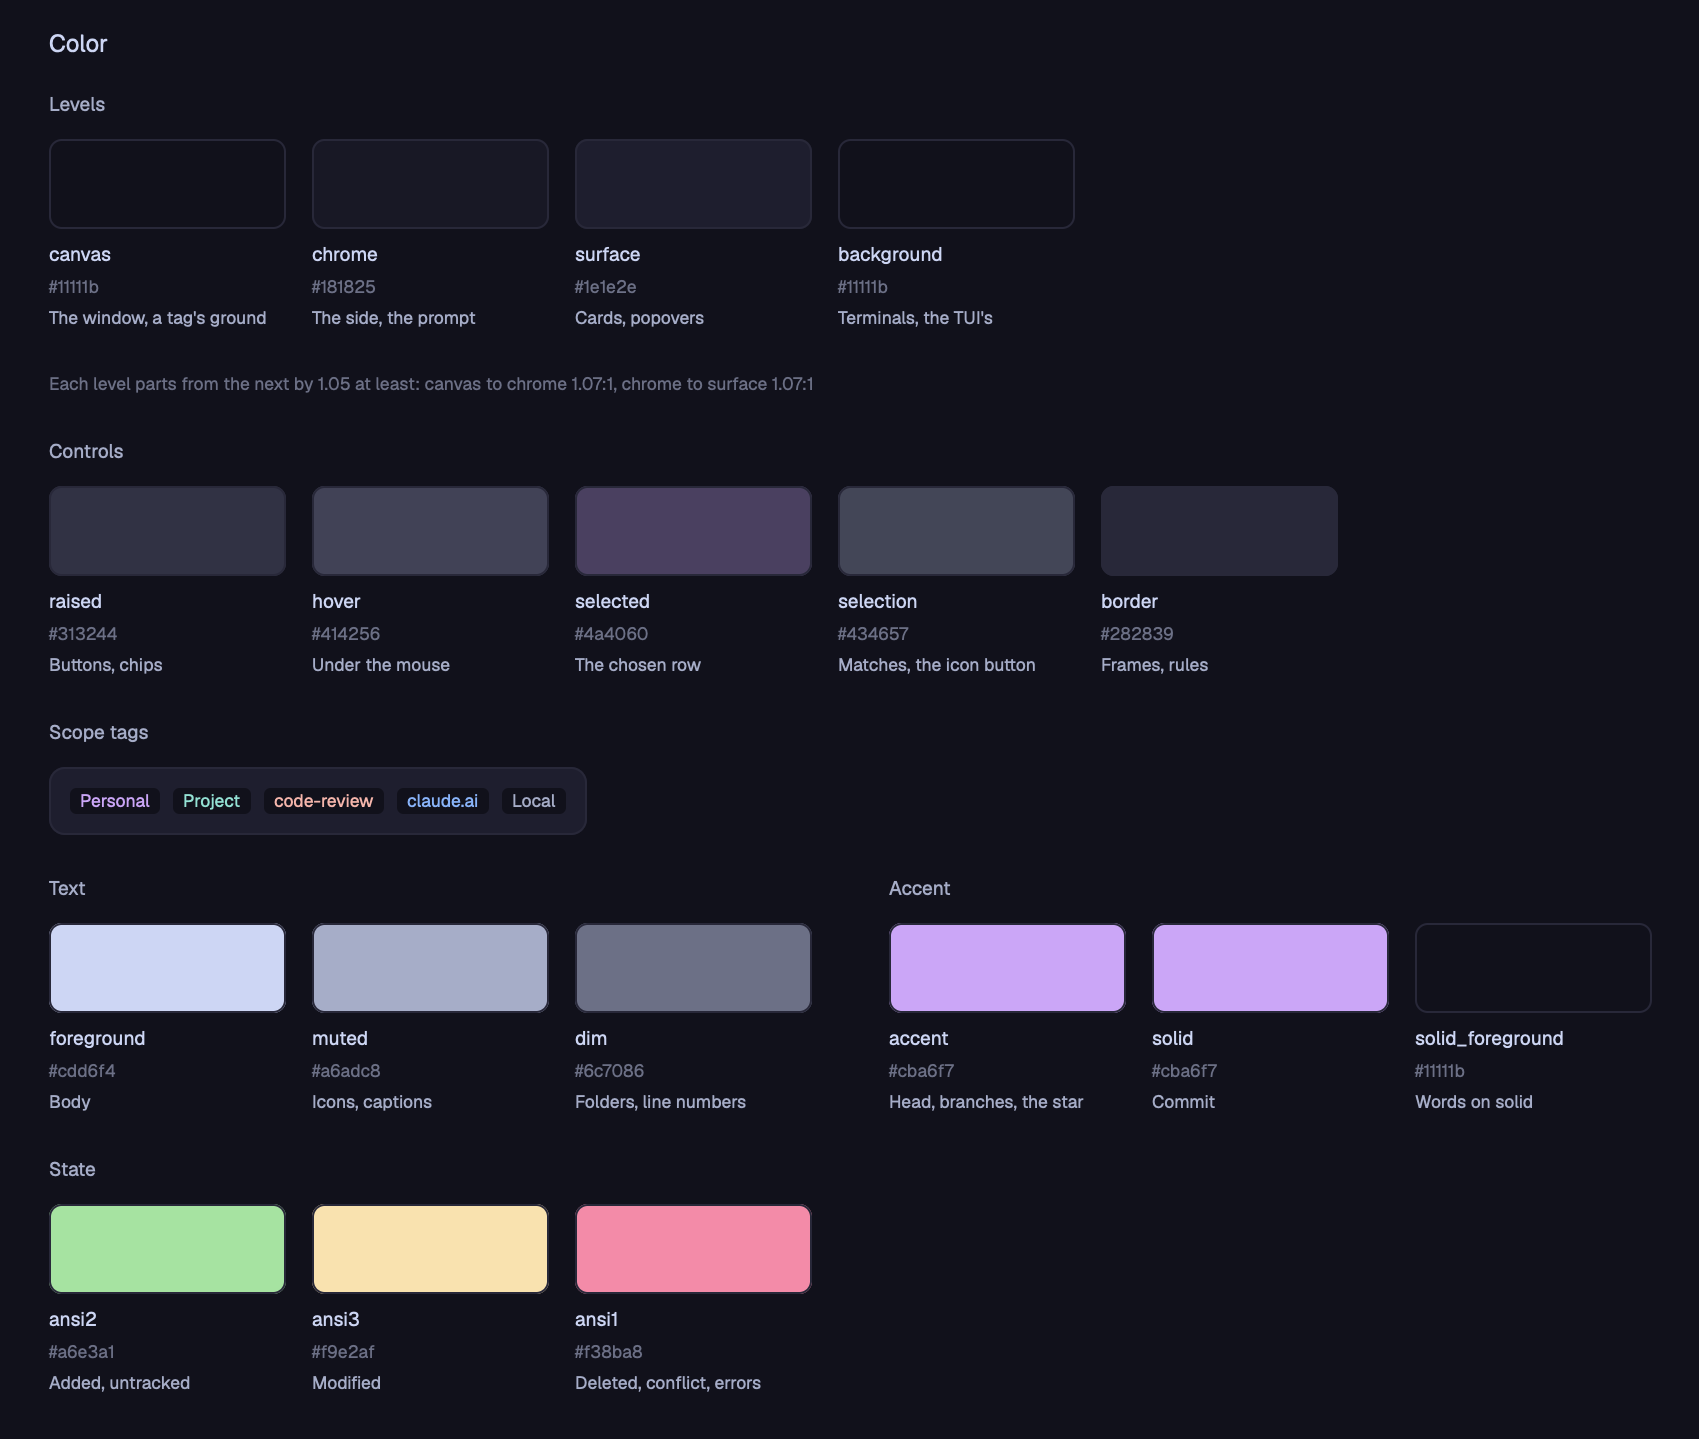 Color
Levels
canvas
#11111b
The window, a tag's ground
chrome
#181825
The side, the prompt
surface
#1e1e2e
Cards, popovers
background
#11111b
Terminals, the TUI's
Each level parts from the next by 1.05 at least: canvas to chrome 1.07:1, chrome to surface 1.07:1
Controls
raised
#313244
Buttons, chips
hover
#414256
Under the mouse
selected
#4a4060
The chosen row
selection
#434657
Matches, the icon button
border
#282839
Frames, rules
Scope tags
Personal
Project
code-review
claude.ai
Local
Text
foreground
#cdd6f4
Body
muted
#a6adc8
Icons, captions
dim
#6c7086
Folders, line numbers
Accent
accent
#cba6f7
Head, branches, the star
solid
#cba6f7
Commit
solid_foreground
#11111b
Words on solid
State
ansi2
#a6e3a1
Added, untracked
ansi3
#f9e2af
Modified
ansi1
#f38ba8
Deleted, conflict, errors